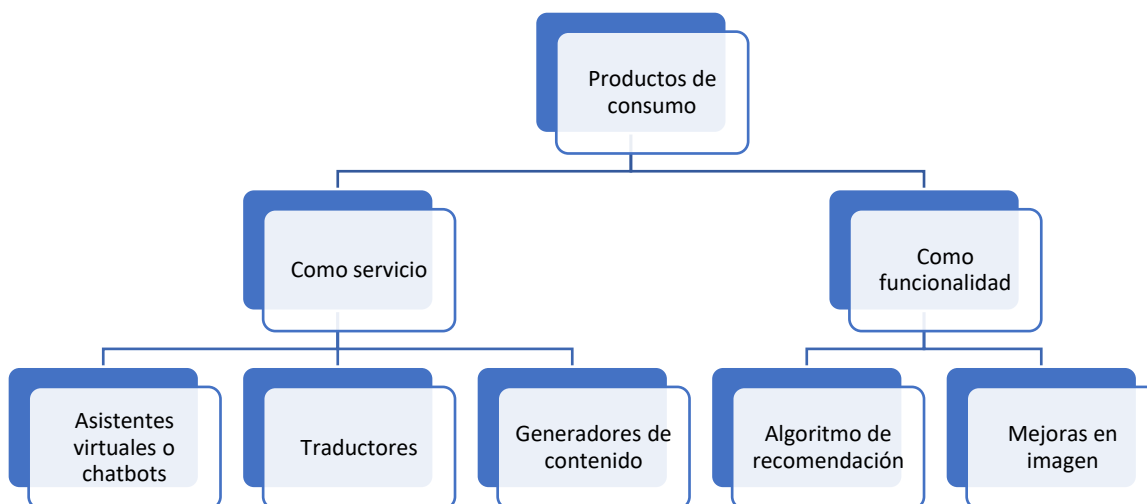 Productos de
consumo
Como servicio
Como
funcionalidad
Asistentes
virtuales o
chatbots
Traductores
Generadores de
contenido
Algoritmo de
recomendación
Mejoras en
imagen